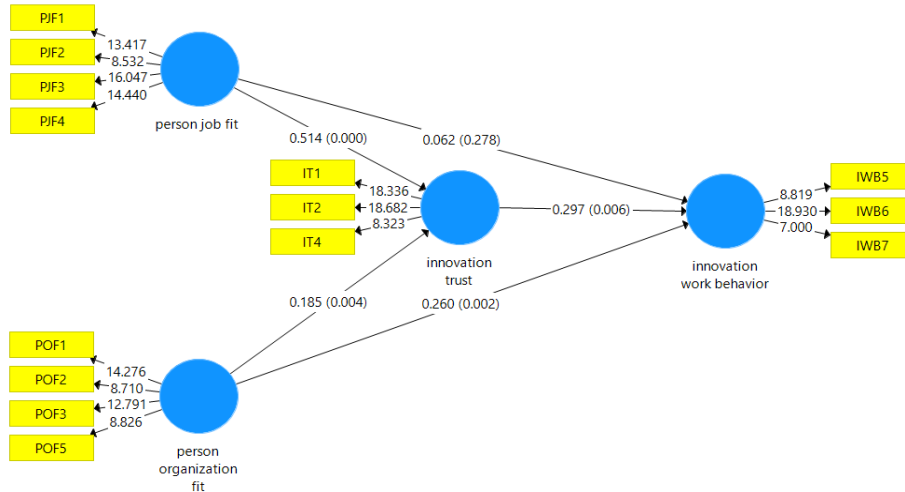 PJF1
PJF2
PJF3
PJF4
13.417
8.532
16.047
14.440
person job fit
0.514 (0.000)
0.062 (0.278)
IT1
IT2
IT4
18.336
18.682
8.323
innovation
trust
0.297 (0.006)
8.819
18.930
7.000
IWB5
IWB6
IWB7
innovation
work behavior
0.185 (0.004)
0.260 (0.002)
POF1
POF2
POF3
POF5
14.276
8.710
12.791
8.826
person
organization
fit